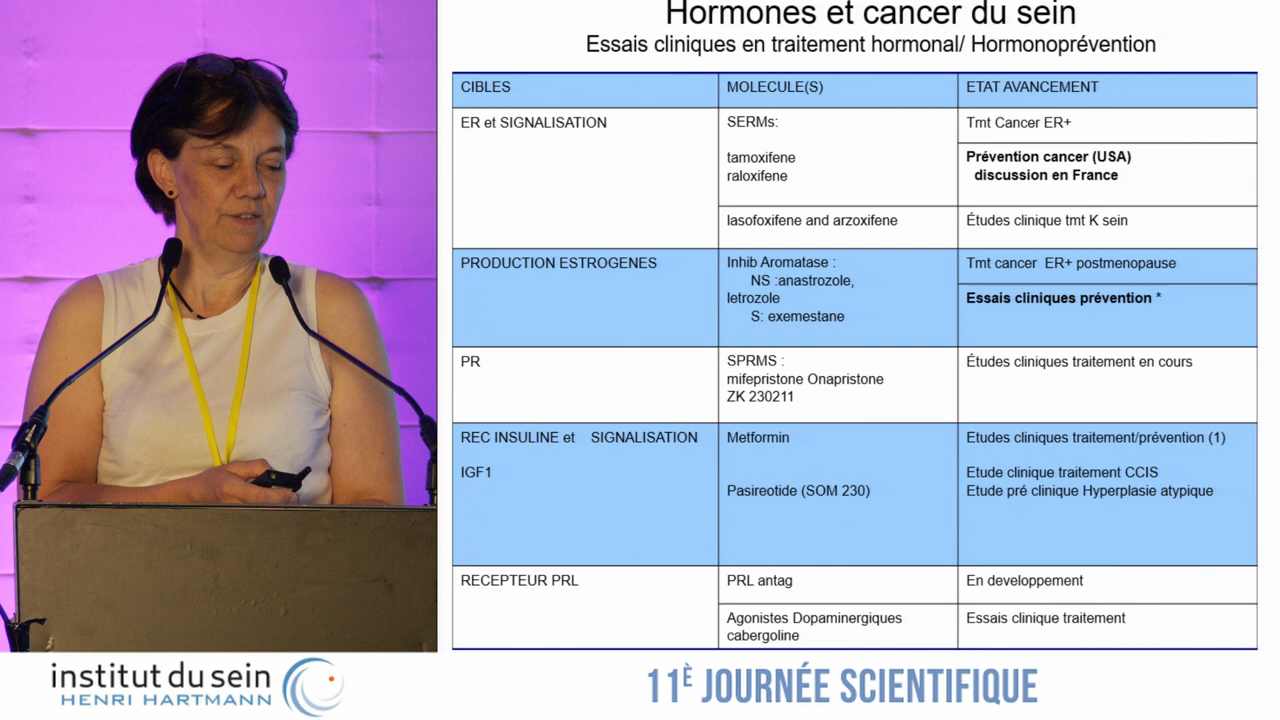 Hormones et cancer du sein
Essais cliniques en traitement hormonal/ Hormonoprévention
CIBLES
MOLECULE(S)
ETAT AVANCEMENT
ER et SIGNALISATION
SERMs:
tamoxifene
raloxifene
Tmt Cancer ER+
Prévention cancer (USA)
discussion en France
lasofoxifene and arzoxifene
Études clinique tmt K sein
PRODUCTION ESTROGENES
Inhib Aromatase :
NS :anastrozole,
letrozole
S: exemestane
Tmt cancer ER+ postmenopause
Essais cliniques prévention *
PR
SPRMS :
mifepristone Onapristone
ZK 230211
Études cliniques traitement en cours
REC INSULINE et SIGNALISATION
IGF1
Metformin
Pasireotide (SOM 230)
Etudes cliniques traitement/prévention (1)
Etude clinique traitement CCIS
Etude pré clinique Hyperplasie atypique
RECEPTEUR PRL
PRL antag
En developpement
Agonistes Dopaminergiques
cabergoline
Essais clinique traitement
institut du sein
HENRI HARTMANN
11È JOURNÉE SCIENTIFIQUE